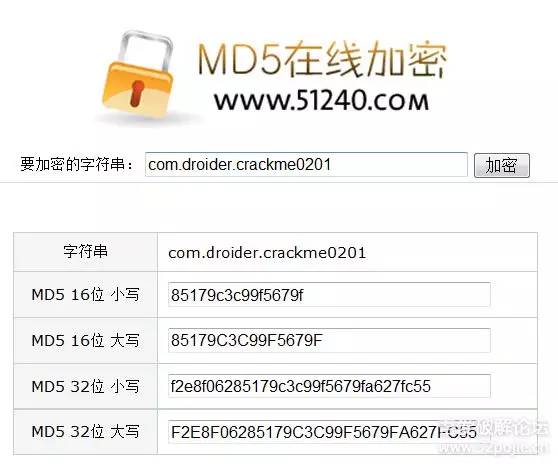 MD5在线加密
WWW.51240.COM
要加密的字符串： com.droider.crackme0201 加密
字符串 com.droider.crackme0201
MD5 16位 小写 85179c3c99f5679f
MD5 16位 大写 85179C3C99F5679F
MD5 32位 小写 f2e8f06285179c3c99f5679fa627fc55
MD5 32位 大写 F2E8F06285179C3C99F5679FA627FC55
吾爱破解论坛
www.52pojie.cn